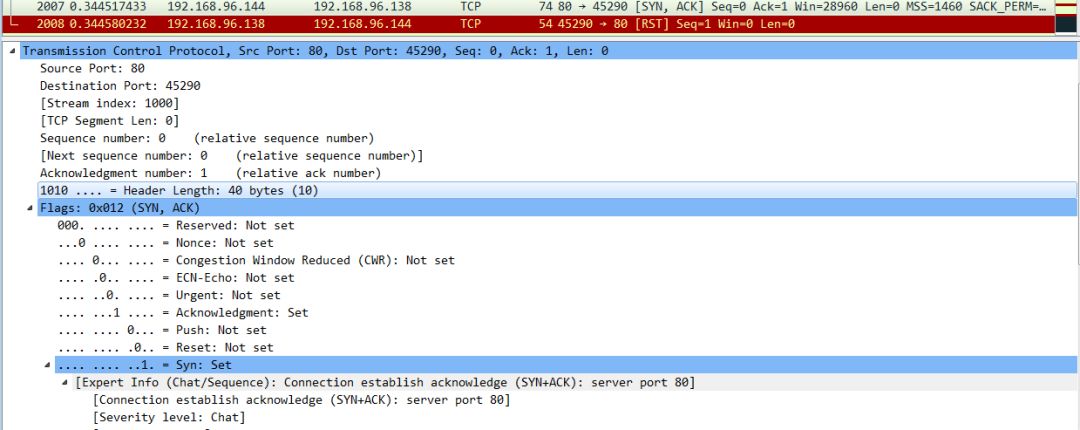 2007 0.344517433 192.168.96.144 192.168.96.138 TCP 74 80 → 45290 [SYN, ACK] Seq=0 Ack=1 Win=28960 Len=0 MSS=1460 SACK_PERM=…
2008 0.344580232 192.168.96.138 192.168.96.144 TCP 54 45290 → 80 [RST] Seq=1 Win=0 Len=0
Transmission Control Protocol, Src Port: 80, Dst Port: 45290, Seq: 0, Ack: 1, Len: 0
Source Port: 80
Destination Port: 45290
[Stream index: 1000]
[TCP Segment Len: 0]
Sequence number: 0 (relative sequence number)
[Next sequence number: 0 (relative sequence number)]
Acknowledgment number: 1 (relative ack number)
1010 .... = Header Length: 40 bytes (10)
Flags: 0x012 (SYN, ACK)
000. .... .... = Reserved: Not set
...0 .... .... = Nonce: Not set
.... 0... .... = Congestion Window Reduced (CWR): Not set
.... .0.. .... = ECN-Echo: Not set
.... ..0. .... = Urgent: Not set
.... ...1 .... = Acknowledgment: Set
.... .... 0... = Push: Not set
.... .... .0.. = Reset: Not set
.... .... ..1. = Syn: Set
[Expert Info (Chat/Sequence): Connection establish acknowledge (SYN+ACK): server port 80]
[Connection establish acknowledge (SYN+ACK): server port 80]
[Severity level: Chat]